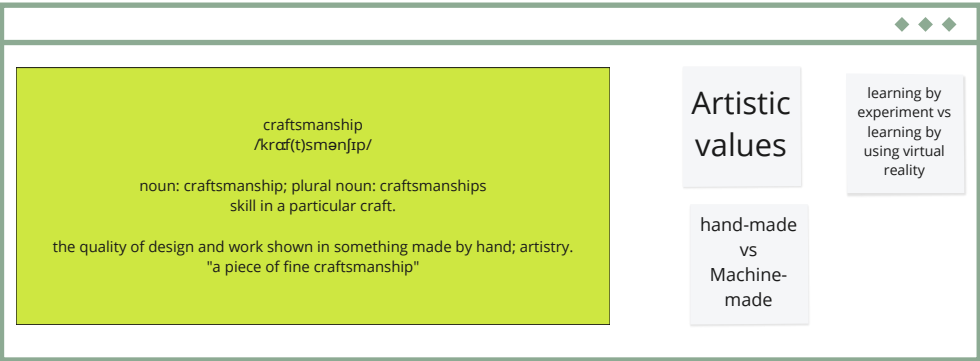 craftsmanship
/ˈkrɑf(t)smənʃɪp/
noun: craftsmanship; plural noun: craftsmanships
skill in a particular craft.
the quality of design and work shown in something made by hand; artistry.
"a piece of fine craftsmanship"
Artistic
values
hand-made
vs
Machine-
made
learning by
experiment vs
learning by
using virtual
reality